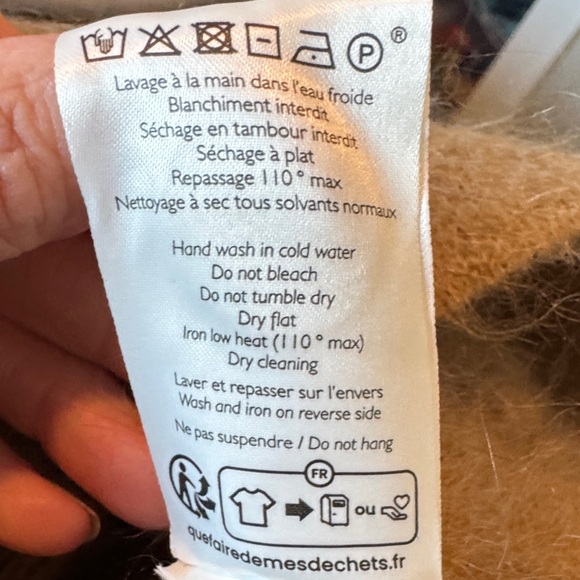 P ®
Lavage à la main dans l'eau froide
Blanchiment interdit
Séchage en tambour interdit
Séchage à plat
Repassage 110° max
Nettoyage à sec tous solvants normaux
Hand wash in cold water
Do not bleach
Do not tumble dry
Dry flat
Iron low heat (110° max)
Dry cleaning
Laver et repasser sur l'envers
Wash and iron on reverse side
Ne pas suspendre / Do not hang
FR
ou
quefairedemesdechets.fr